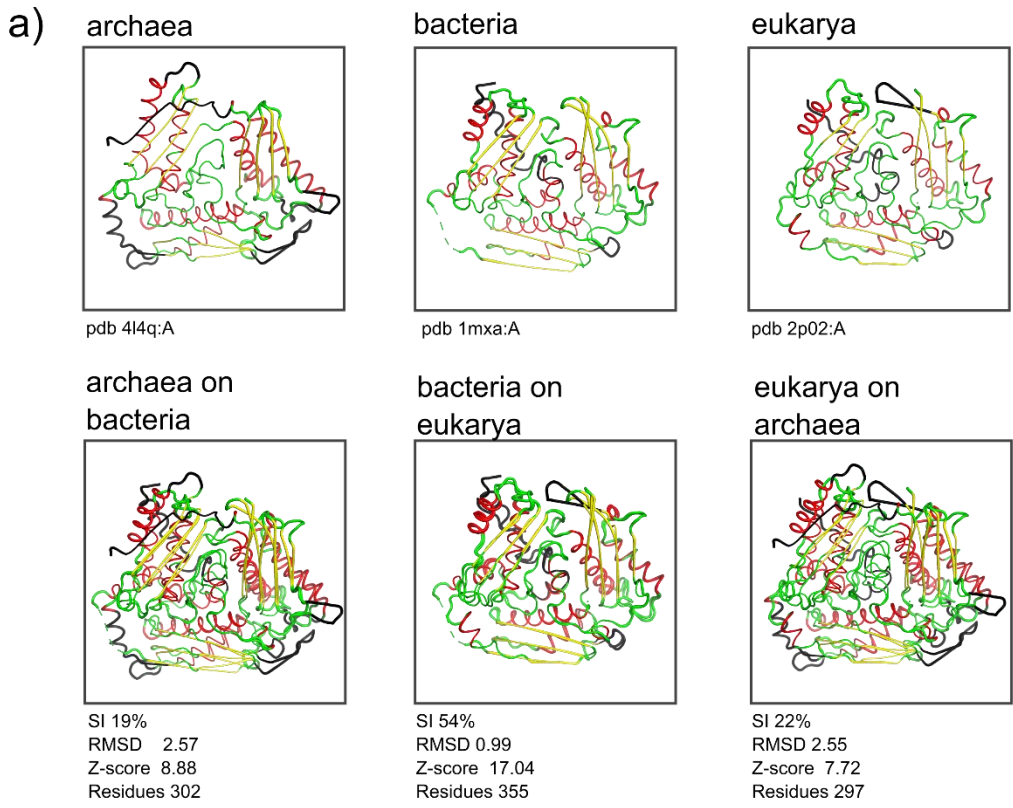 a)
archaea
bacteria
eukarya
pdb 4l4q:A
pdb 1mxa:A
pdb 2p02:A
archaea on
bacteria
bacteria on
eukarya
eukarya on
archaea
SI 19%
RMSD 2.57
Z-score 8.88
Residues 302
SI 54%
RMSD 0.99
Z-score 17.04
Residues 355
SI 22%
RMSD 2.55
Z-score 7.72
Residues 297